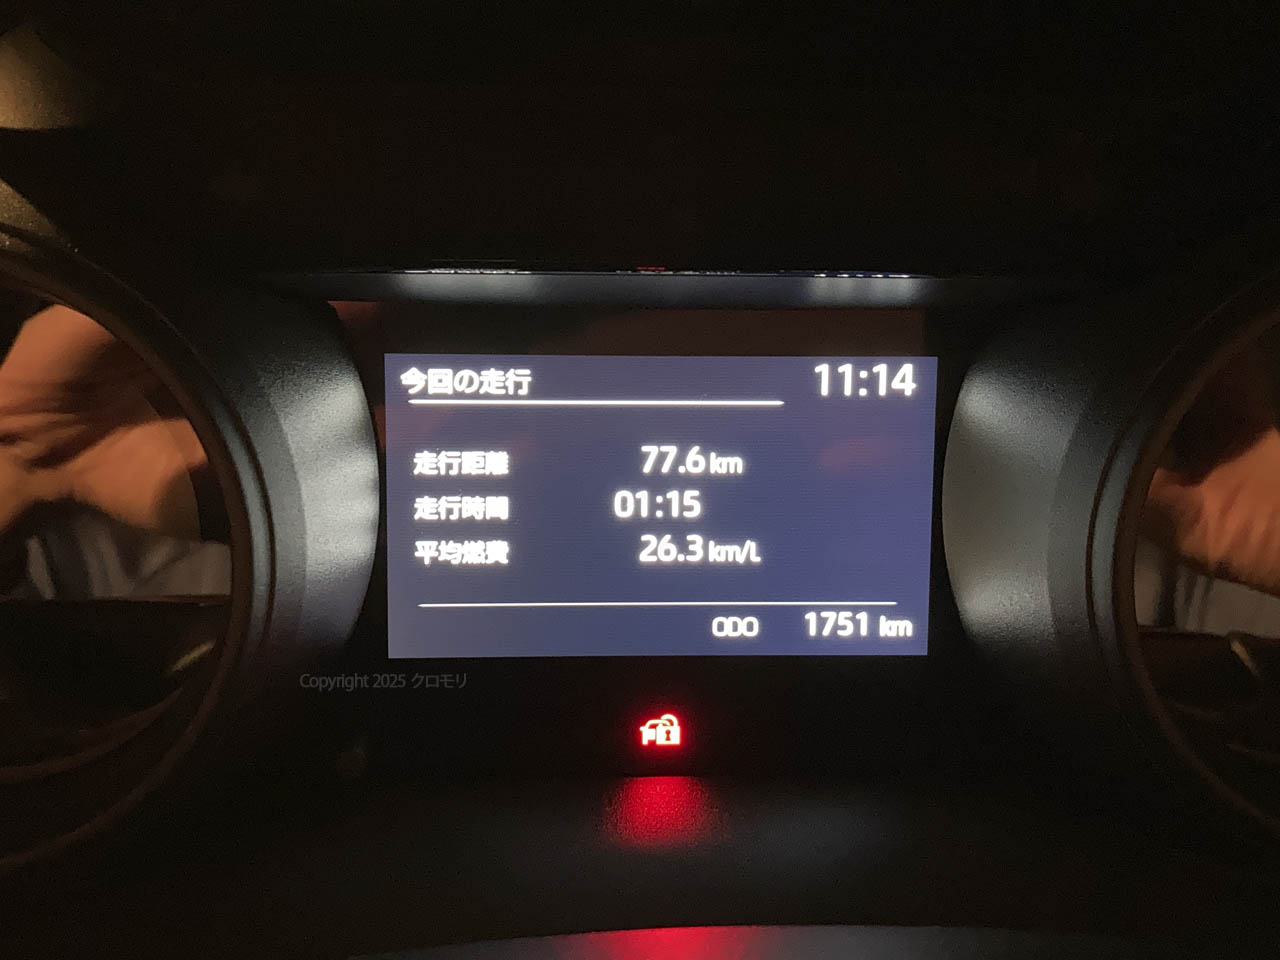 今回の走行 11:14
走行距離 77.6 km
走行時間 01:15
平均燃費 26.3 km/L
ODO 1751 km
Copyright 2025 クロモリ